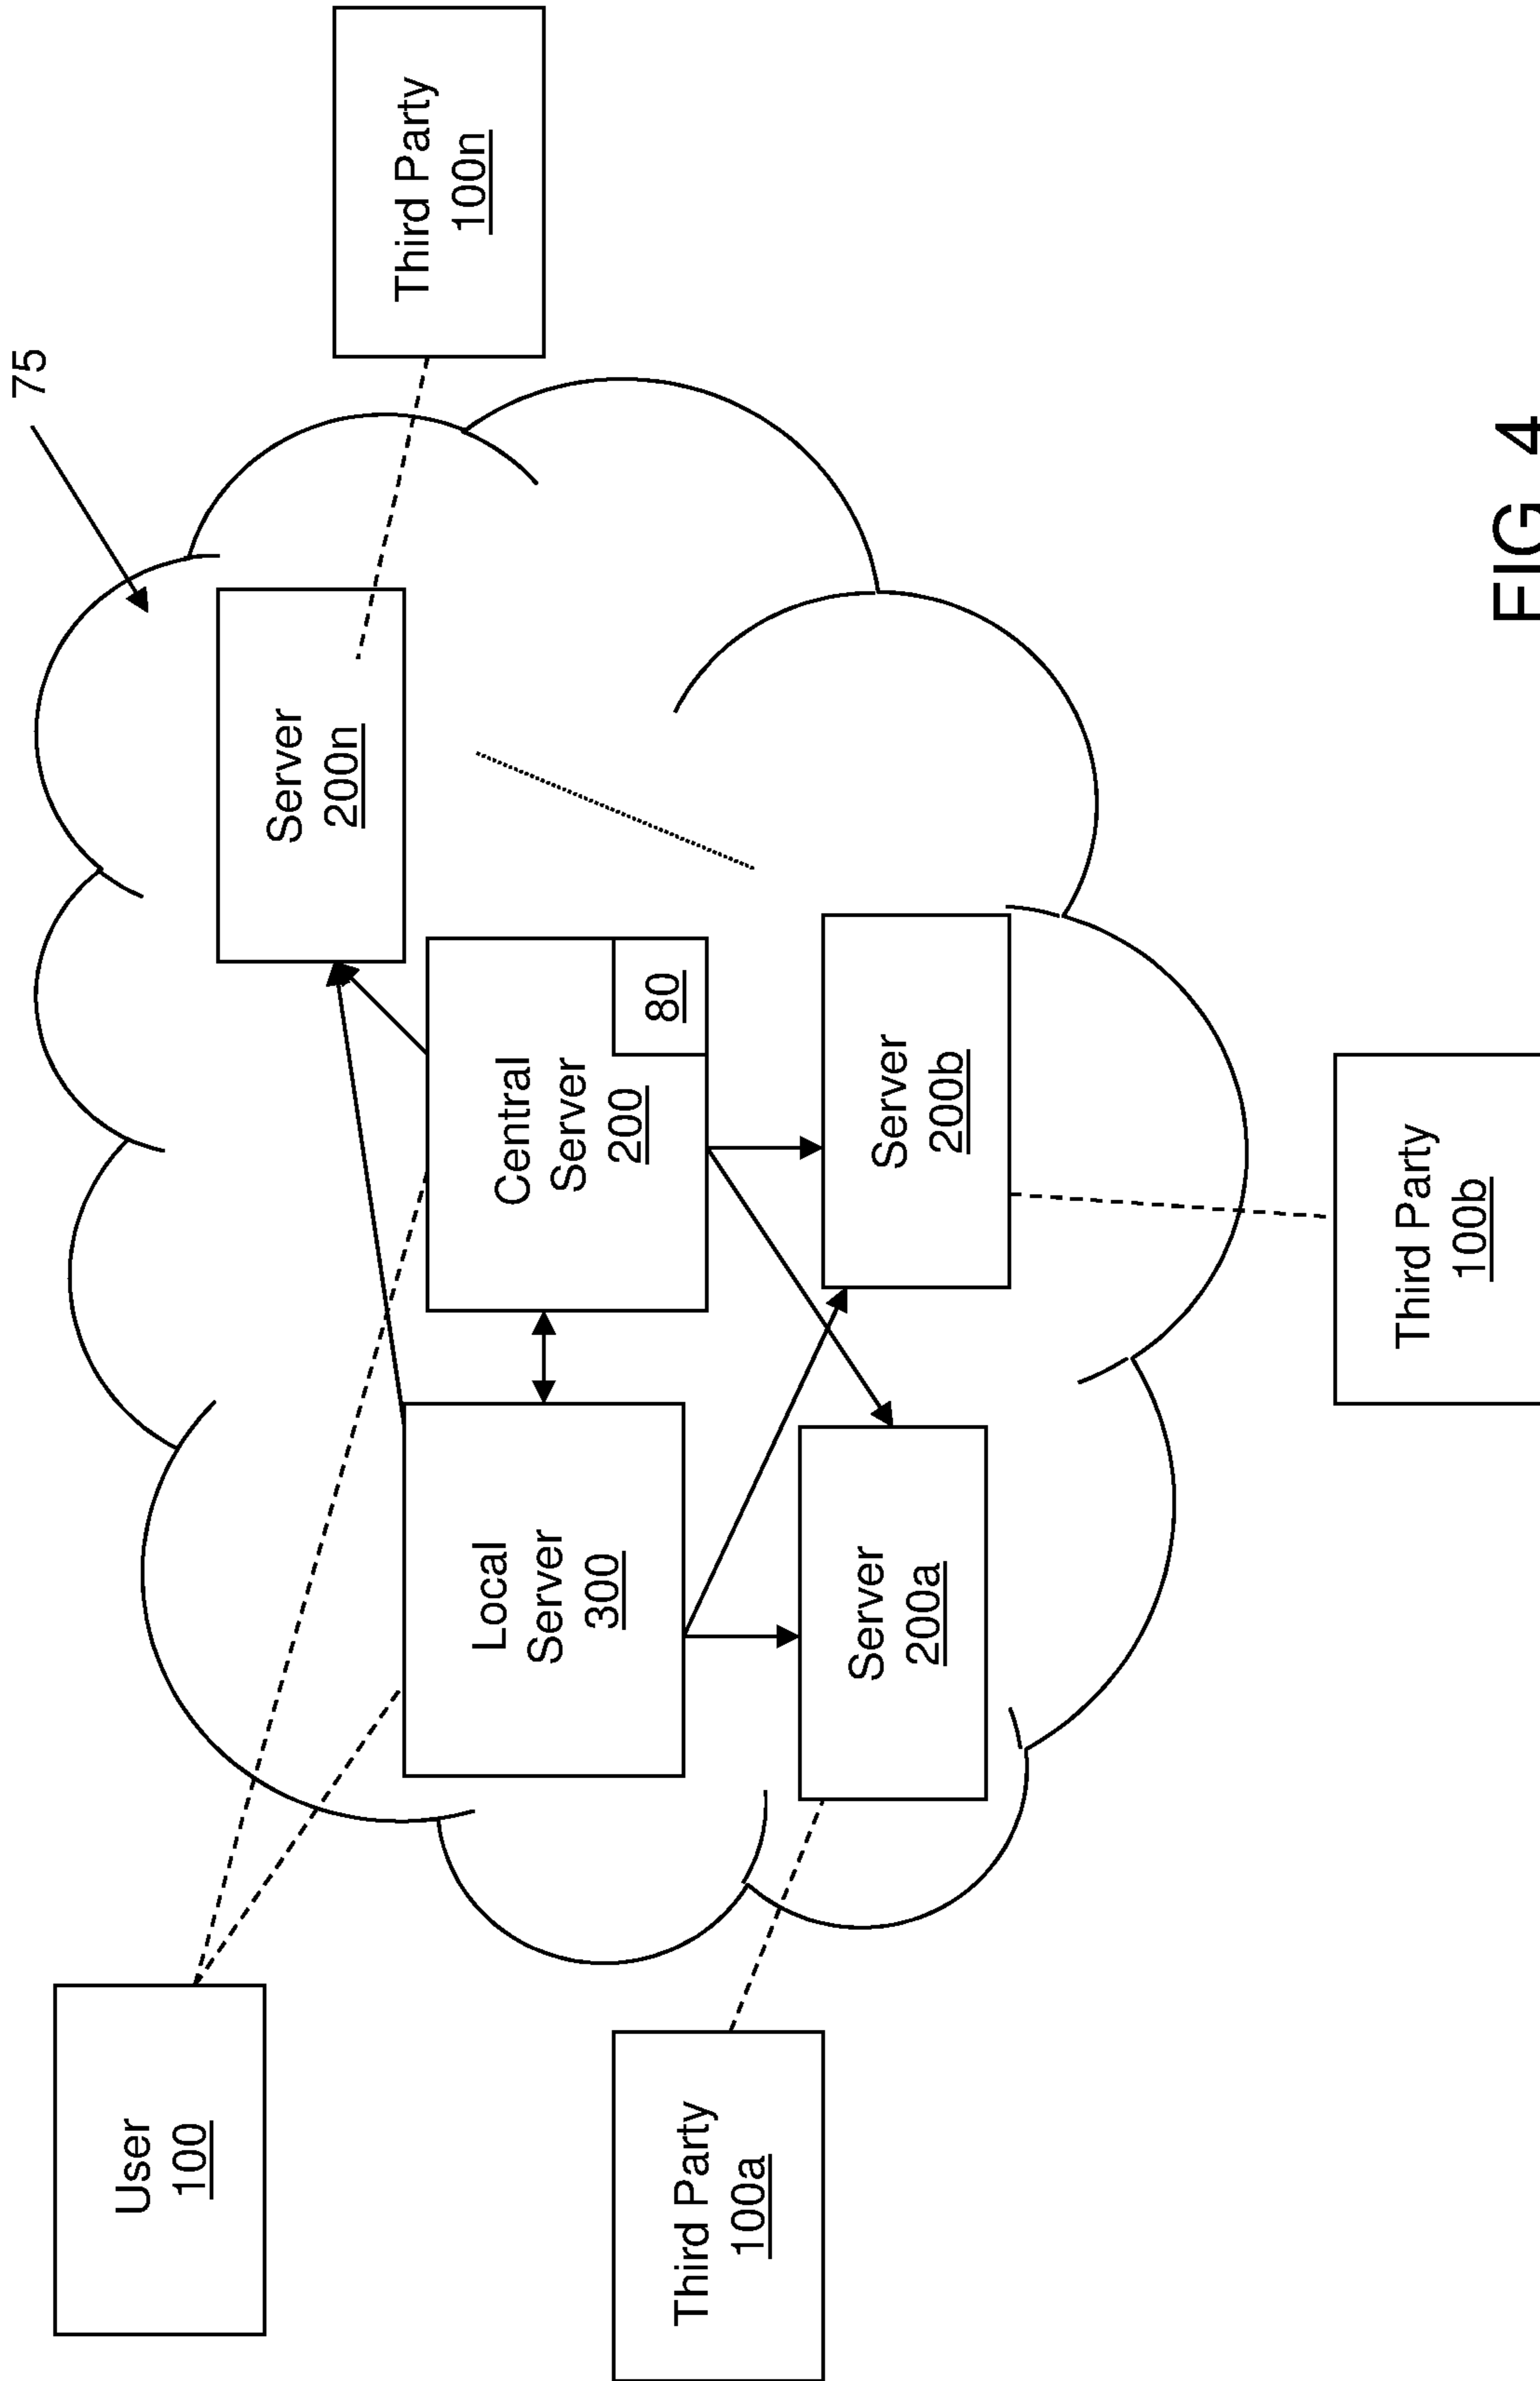 75
User
100
Server
200n
Third Party
100n
Local
Server
300
Central
Server
200
80
Third Party
100a
Server
200a
Server
200b
Third Party
100b
FIG 4